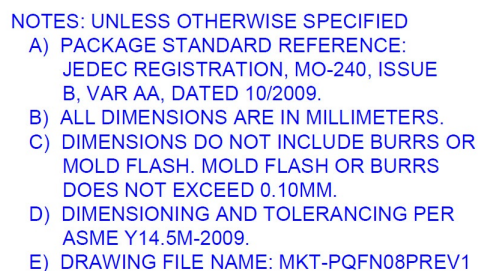 NOTES: UNLESS OTHERWISE SPECIFIED
A) PACKAGE STANDARD REFERENCE:
JEDEC REGISTRATION, MO-240, ISSUE
B, VAR AA, DATED 10/2009.
B) ALL DIMENSIONS ARE IN MILLIMETERS.
C) DIMENSIONS DO NOT INCLUDE BURRS OR
MOLD FLASH. MOLD FLASH OR BURRS
DOES NOT EXCEED 0.10MM.
D) DIMENSIONING AND TOLERANCING PER
ASME Y14.5M-2009.
E) DRAWING FILE NAME: MKT-PQFN08PREV1